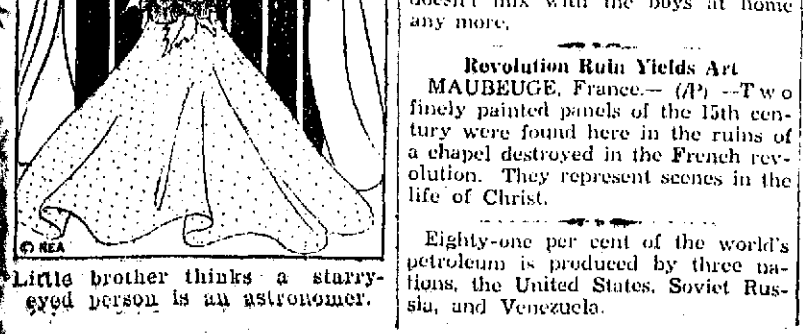 © NEA
Little brother thinks a starry-
eyed person is an astronomer.
doesn't mix with the boys at home
any more.
Revolution Ruin Yields Art
MAUBEUGE, France.— (AP) —Two
finely painted panels of the 15th cen-
tury were found here in the ruins of
a chapel destroyed in the French rev-
olution. They represent scenes in the
life of Christ.
Eighty-one per cent of the world's
petroleum is produced by three na-
tions, the United States, Soviet Rus-
sia, and Venezuela.